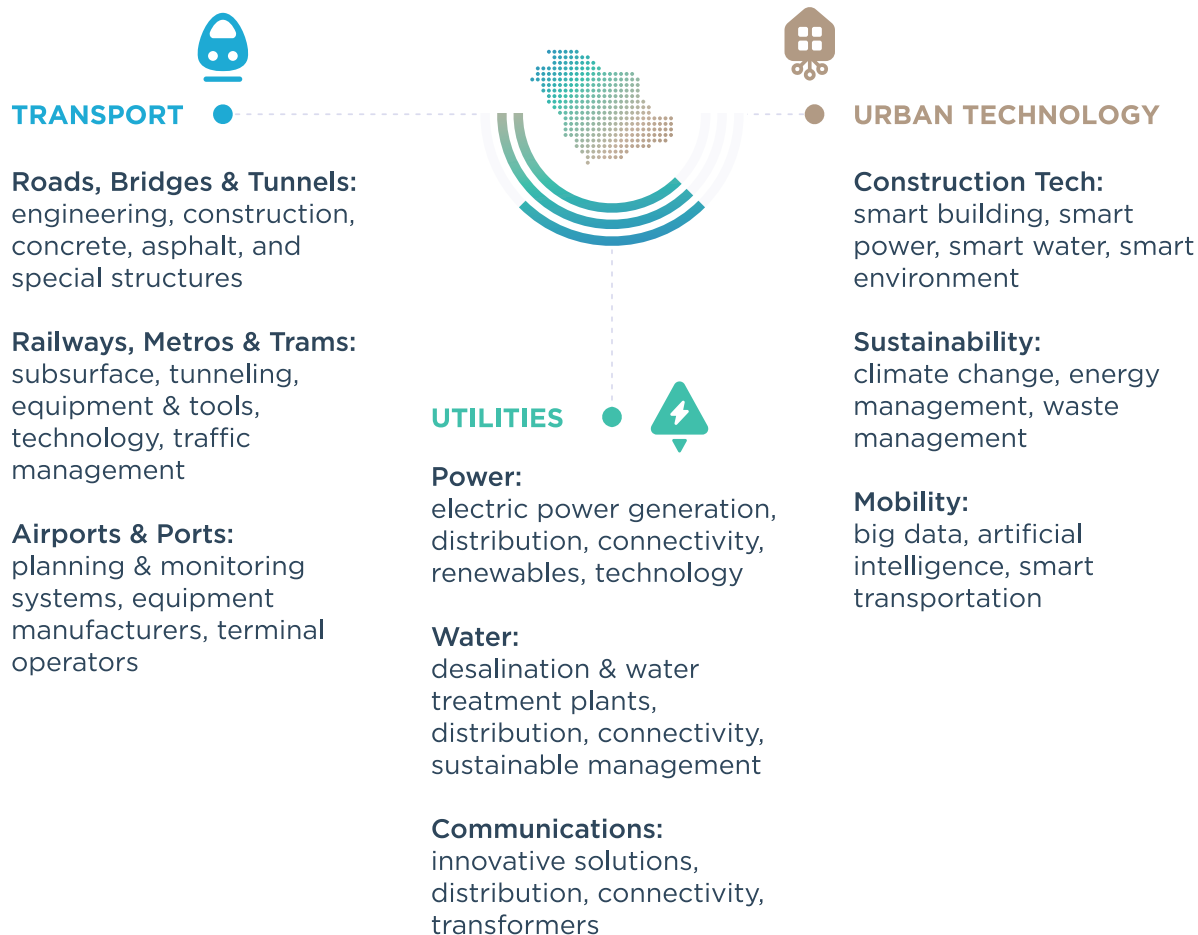 TRANSPORT
Roads, Bridges & Tunnels:
engineering, construction,
concrete, asphalt, and
special structures
Railways, Metros & Trams:
subsurface, tunneling,
equipment & tools,
technology, traffic
management
Airports & Ports:
planning & monitoring
systems, equipment
manufacturers, terminal
operators
UTILITIES
Power:
electric power generation,
distribution, connectivity,
renewables, technology
Water:
desalination & water
treatment plants,
distribution, connectivity,
sustainable management
Communications:
innovative solutions,
distribution, connectivity,
transformers
URBAN TECHNOLOGY
Construction Tech:
smart building, smart
power, smart water, smart
environment
Sustainability:
climate change, energy
management, waste
management
Mobility:
big data, artificial
intelligence, smart
transportation